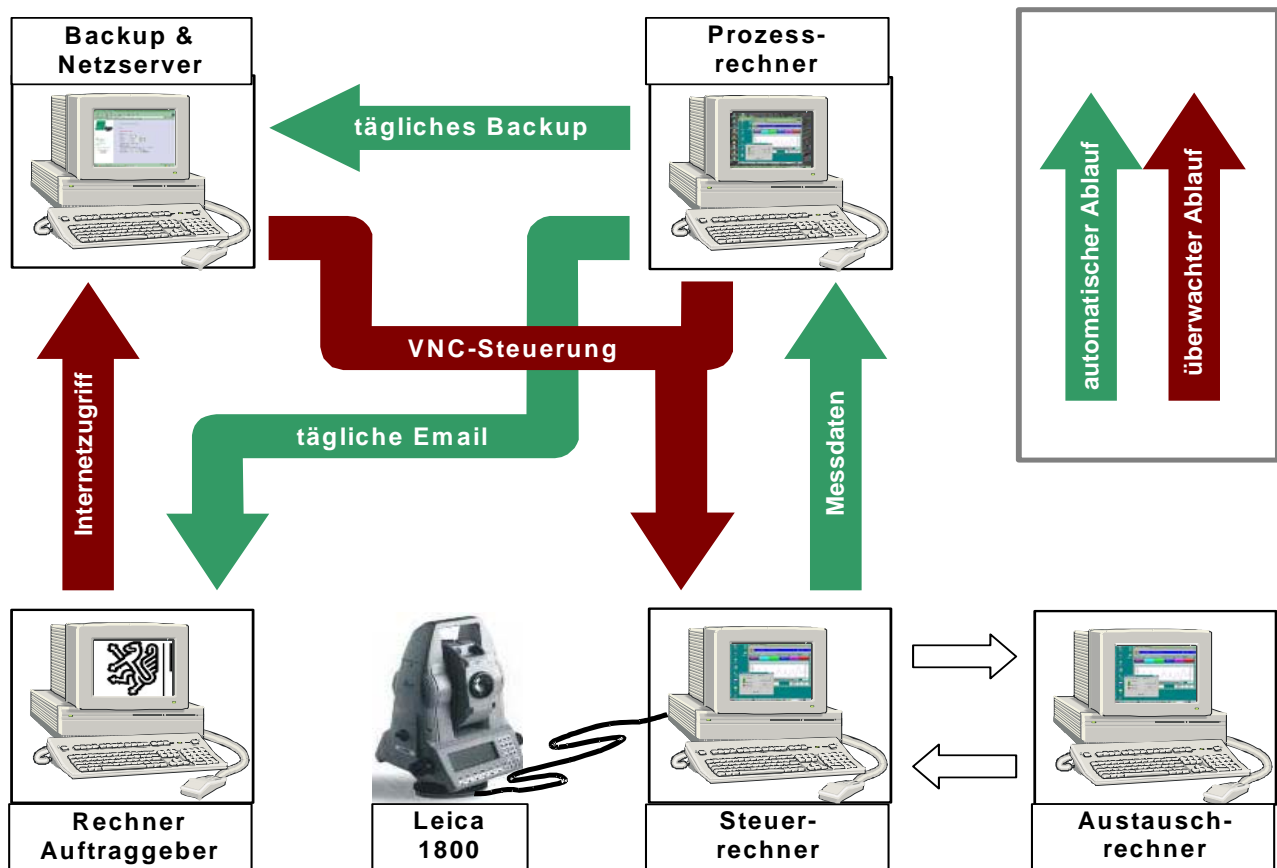 Backup &
Netzserver
Prozess-
rechner
tägliches Backup
automatischer Ablauf
überwachter Ablauf
VNC-Steuerung
Internetzugriff
tägliche Email
Messdaten
Rechner
Auftraggeber
Leica
1800
Steuer-
rechner
Austausch-
rechner